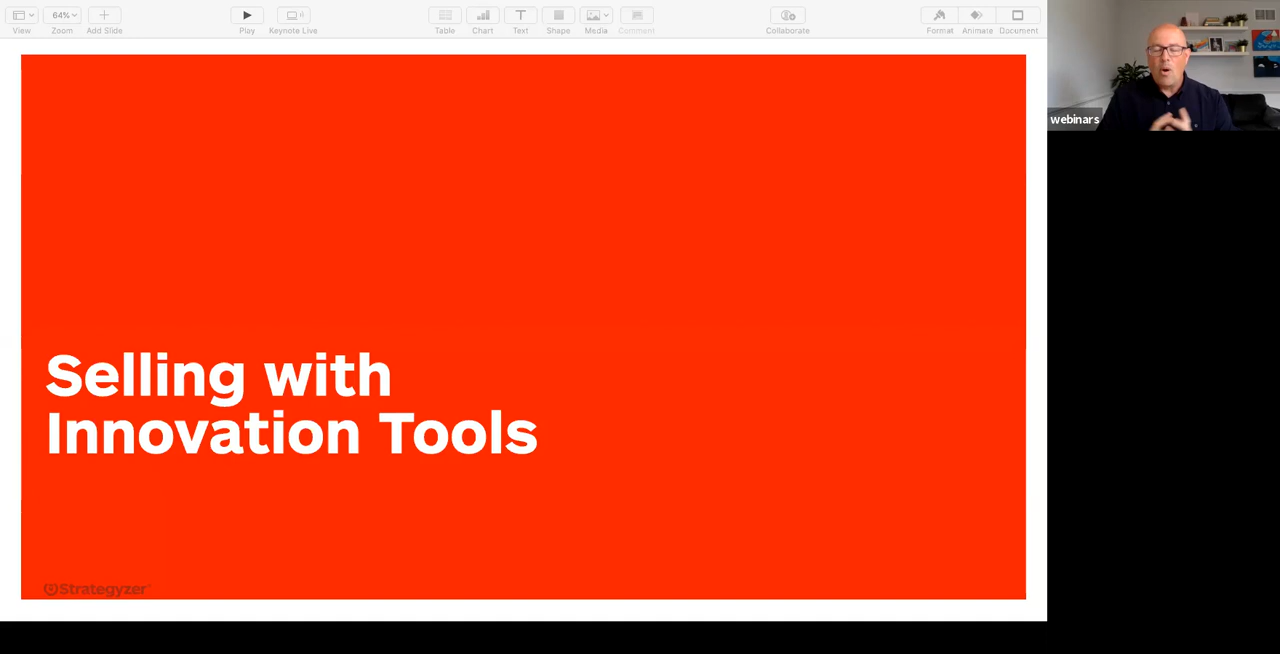 64%
View
Zoom
Add Slide
Play
Keynote Live
Table
Chart
Text
Shape
Media
Comment
Collaborate
Format
Animate
Document
webinars
Selling with
Innovation Tools
Strategyzer